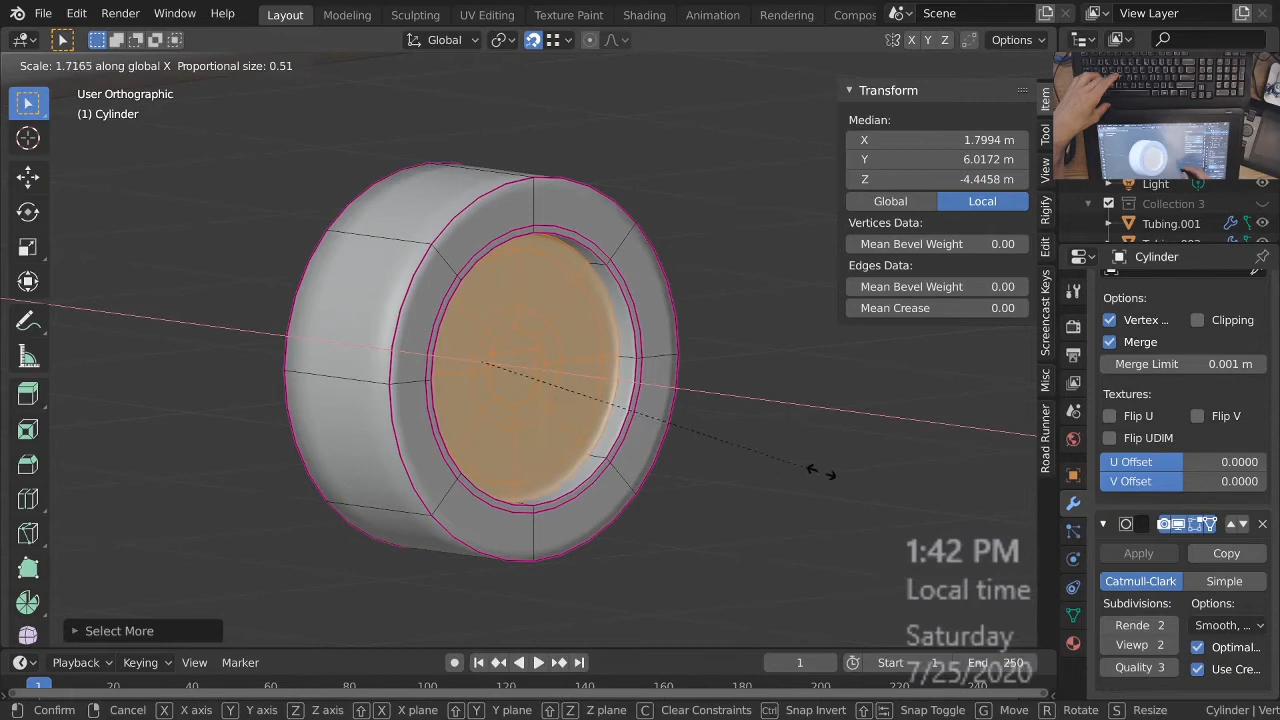 File Edit Render Window Help Layout Modeling Sculpting UV Editing Texture Paint Shading Animation Rendering Compos Scene View Layer
Global X Y Z Options
Scale: 1.7165 along global X Proportional size: 0.51
User Orthographic
(1) Cylinder
Transform
Median:
X 1.7994 m
Y 6.0172 m
Z -4.4458 m
Global Local
Vertices Data:
Mean Bevel Weight 0.00
Edges Data:
Mean Bevel Weight 0.00
Mean Crease 0.00
Item
Tool
View
Rigify
Edit
Screencast Keys
Misc
Road Runner
Light
Collection 3
Tubing.001
Cylinder
Options:
Vertex ... Clipping
Merge
Merge Limit 0.001 m
Textures:
Flip U Flip V
Flip UDIM
U Offset 0.0000
V Offset 0.0000
Apply Copy
Catmull-Clark Simple
Subdivisions: Options:
Rende 2 Smooth, ...
Viewp 2 Optimal...
Quality 3 Use Cre...
1:42 PM
Local time
Saturday
7/25/2020
Select More
Playback Keying View Marker 1 Start 1 End 250
1 20 60 80 100 120 140 160 180 200 220 240
Confirm Cancel X X axis Y Y axis Z Z axis X X plane Y Y plane Z Z plane C Clear Constraints Ctrl Snap Invert Snap Toggle G Move R Rotate S Resize Cylinder | Vert